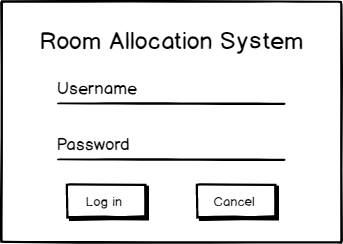 Room Allocation System
Username
Password
Log in
Cancel